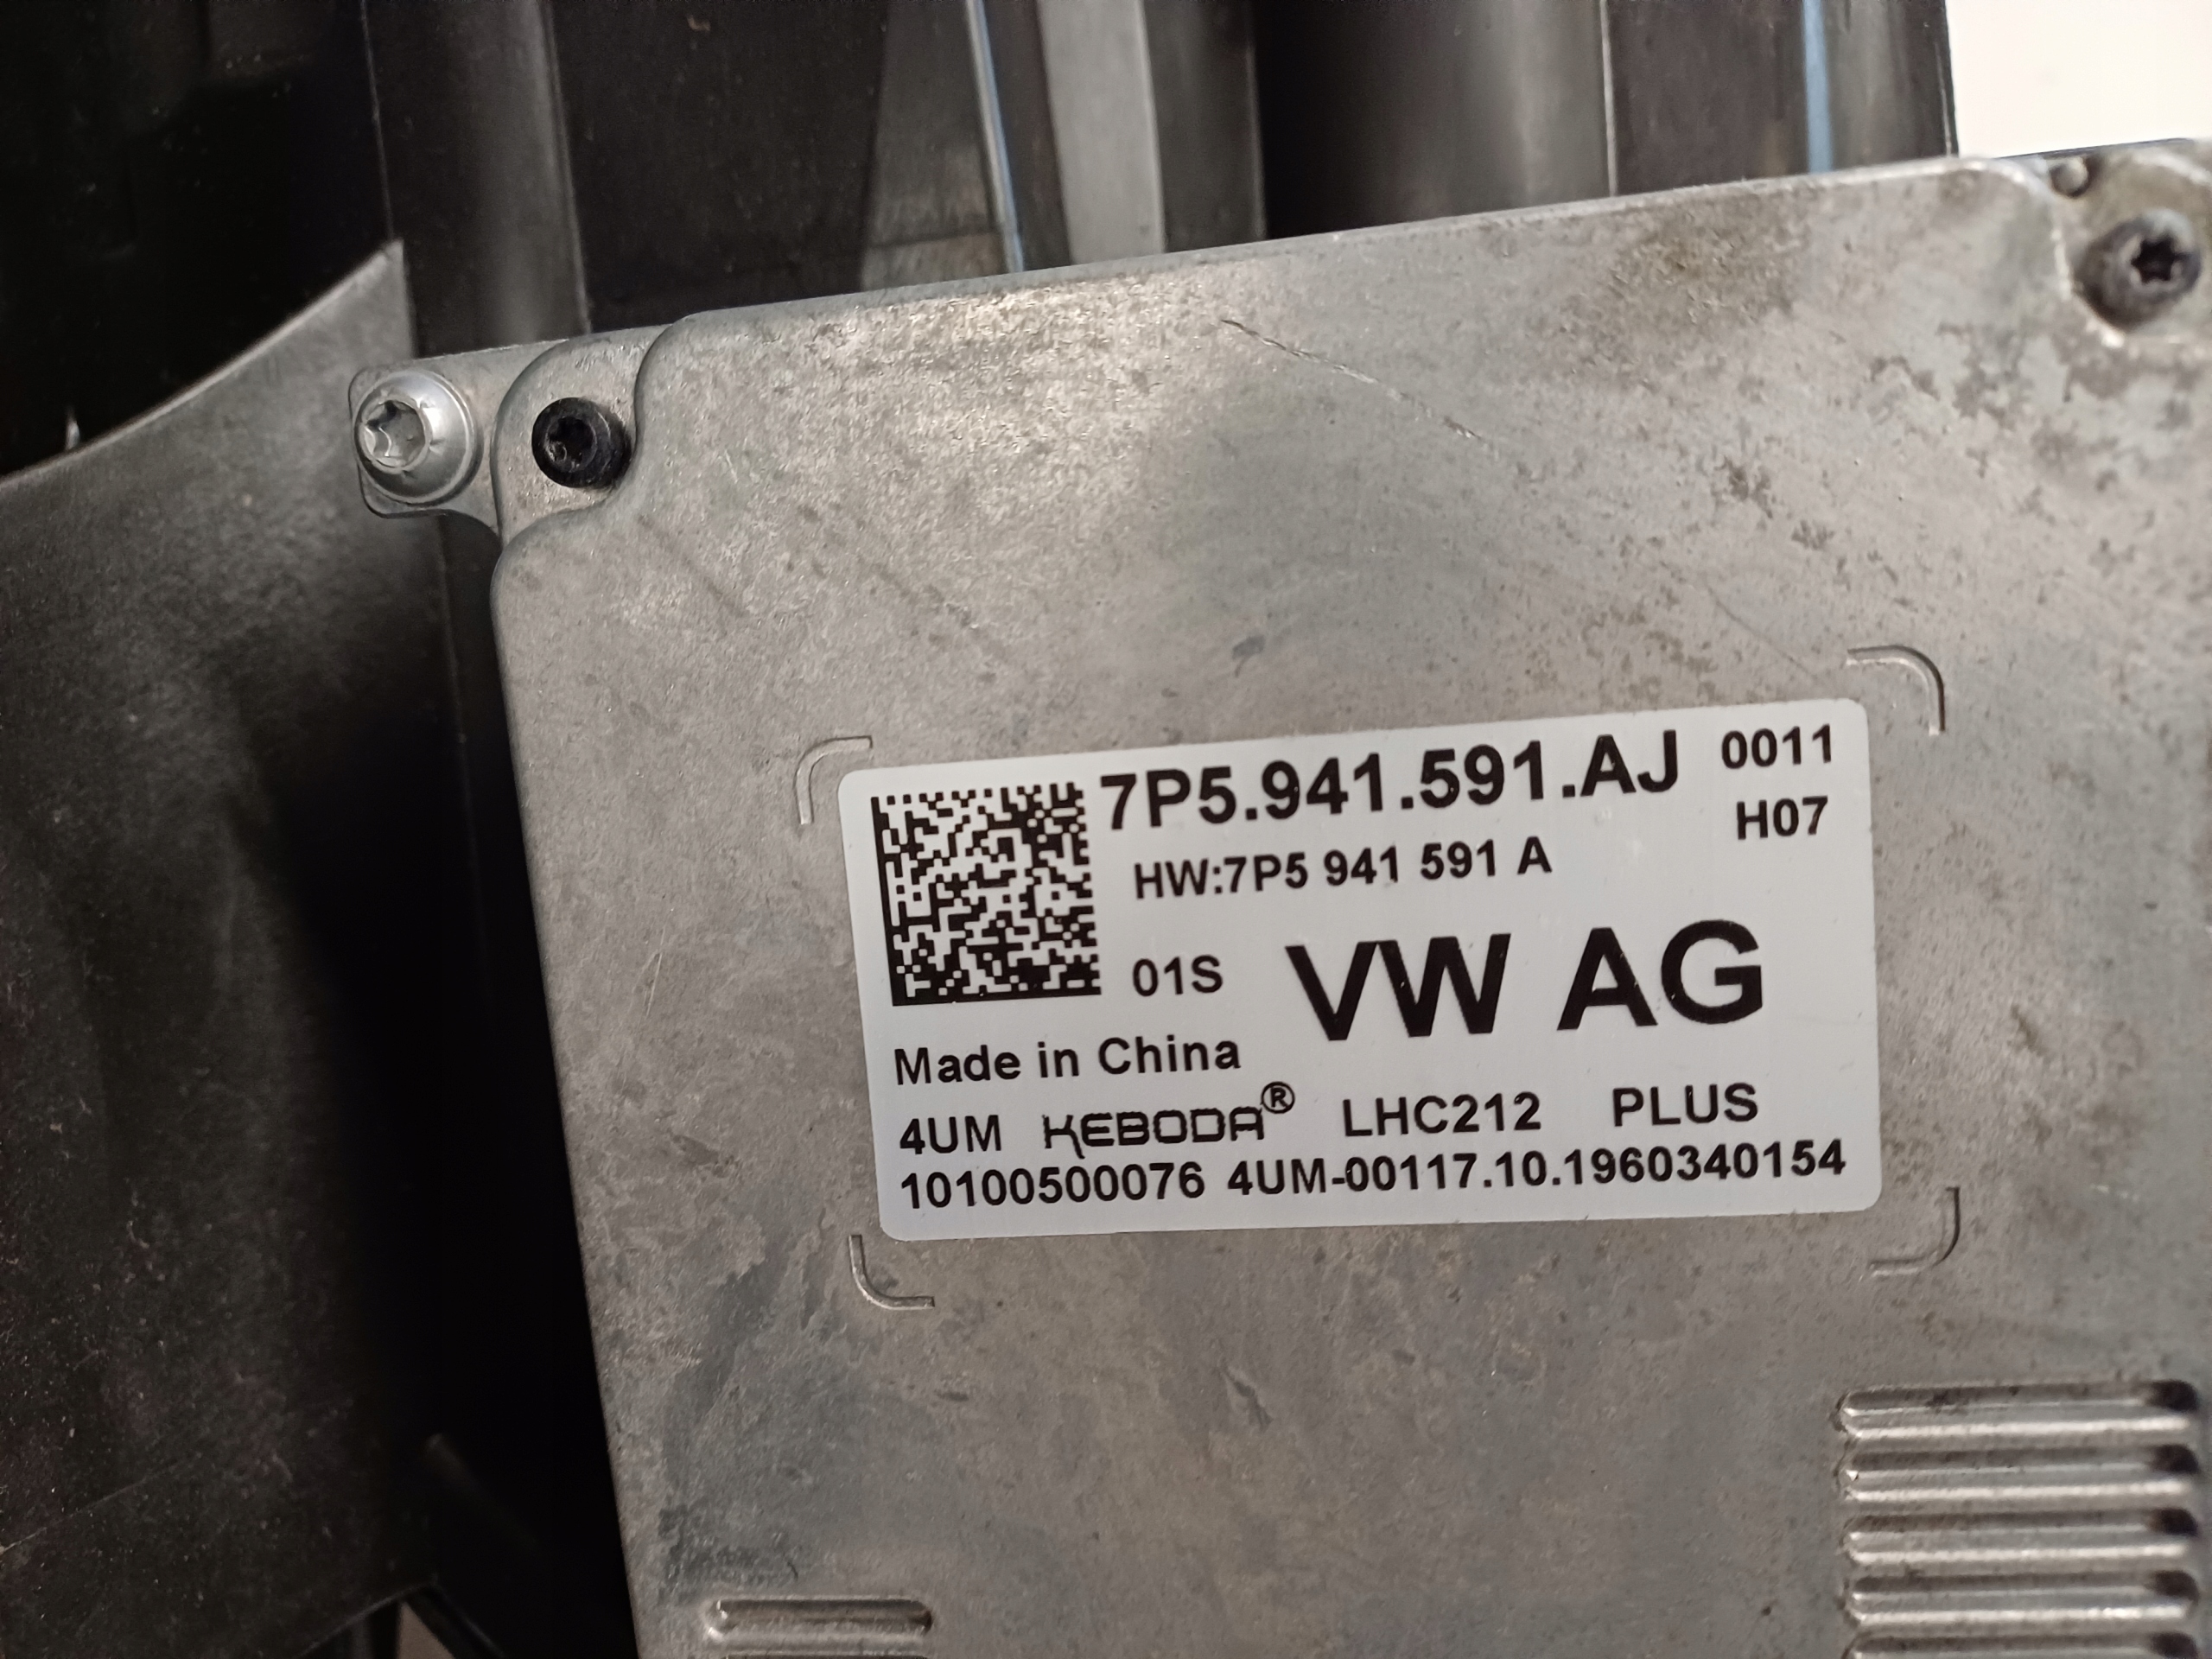 7P5.941.591.AJ 0011
HW:7P5 941 591 A H07
01S VW AG
Made in China
4UM KEBODA® LHC212 PLUS
10100500076 4UM-00117.10.1960340154